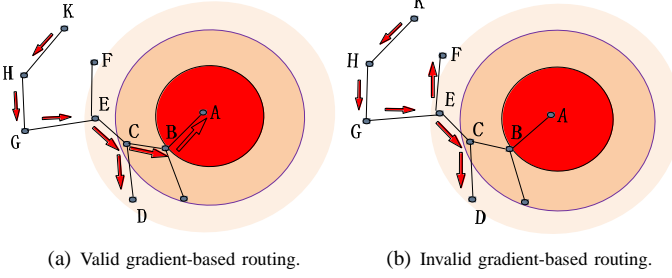 K
F
H
E
A
C
B
G
D
K
F
H
E
A
C
B
G
D
(a) Valid gradient-based routing.
(b) Invalid gradient-based routing.